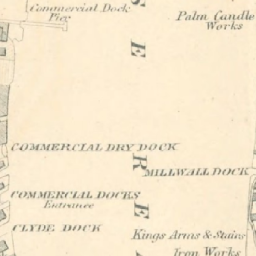 Commercial Dock
Pier
Palm Candle
Works
S
E
COMMERCIAL DRY DOCK
R
MILLWALL DOCK
COMMERCIAL DOCKS
Entrance
E
CLYDE DOCK
Kings Arms & Stairs
Iron Works